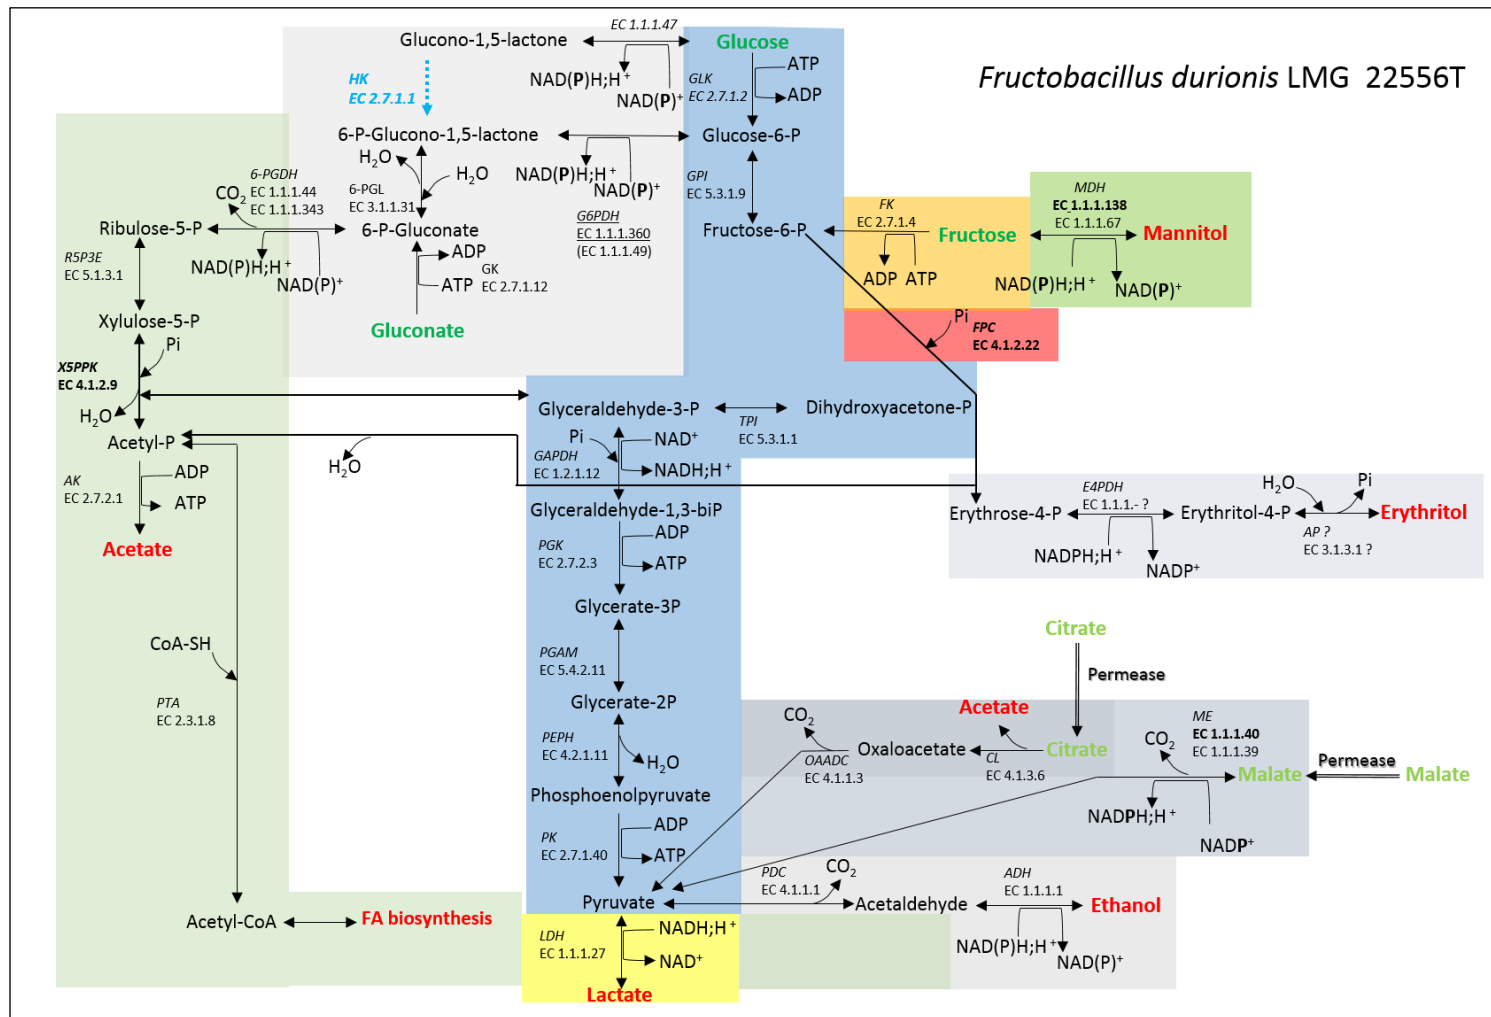 Fructobacillus durionis LMG 22556T
EC 1.1.1.47
Glucono-1,5-lactone
Glucose
NAD(P)H;H+
NAD(P)+
HK
EC 2.7.1.1
GLK
EC 2.7.1.2
ATP
ADP
6-P-Glucono-1,5-lactone
Glucose-6-P
H2O
H2O
NAD(P)H;H+
NAD(P)+
6-PGDH
EC 1.1.1.44
EC 1.1.1.343
CO2
6-PGL
EC 3.1.1.31
GPI
EC 5.3.1.9
G6PDH
EC 1.1.1.360
(EC 1.1.1.49)
Ribulose-5-P
6-P-Gluconate
Fructose-6-P
FK
EC 2.7.1.4
Fructose
MDH
EC 1.1.1.138
EC 1.1.1.67
Mannitol
ADP
ATP
NAD(P)H;H+
NAD(P)+
R5P3E
EC 5.1.3.1
NAD(P)H;H+
NAD(P)+
ADP
ATP
GK
EC 2.7.1.12
Xylulose-5-P
Gluconate
Pi
FPC
EC 4.1.2.22
Pi
X5PPK
EC 4.1.2.9
H2O
Glyceraldehyde-3-P
TPI
EC 5.3.1.1
Dihydroxyacetone-P
Acetyl-P
H2O
Pi
NAD+
GAPDH
EC 1.2.1.12
NADH;H+
AK
EC 2.7.2.1
ADP
ATP
Acetate
Glyceraldehyde-1,3-biP
Erythrose-4-P
E4PDH
EC 1.1.1.- ?
Erythritol-4-P
H2O
Pi
Erythritol
AP ?
EC 3.1.3.1 ?
NADPH;H+
NADP+
PGK
EC 2.7.2.3
ADP
ATP
Glycerate-3P
CoA-SH
PGAM
EC 5.4.2.11
Citrate
Permease
PTA
EC 2.3.1.8
Glycerate-2P
PEPH
EC 4.2.1.11
H2O
CO2
Acetate
Oxaloacetate
Citrate
OAADC
EC 4.1.1.3
CL
EC 4.1.3.6
ME
EC 1.1.1.40
EC 1.1.1.39
CO2
Malate
Permease
Malate
NADPH;H+
NADP+
Phosphoenolpyruvate
PK
EC 2.7.1.40
ADP
ATP
PDC
EC 4.1.1.1
CO2
ADH
EC 1.1.1.1
Pyruvate
Acetaldehyde
Ethanol
Acetyl-CoA
FA biosynthesis
NAD(P)H;H+
NAD(P)+
LDH
EC 1.1.1.27
NADH;H+
NAD+
Lactate